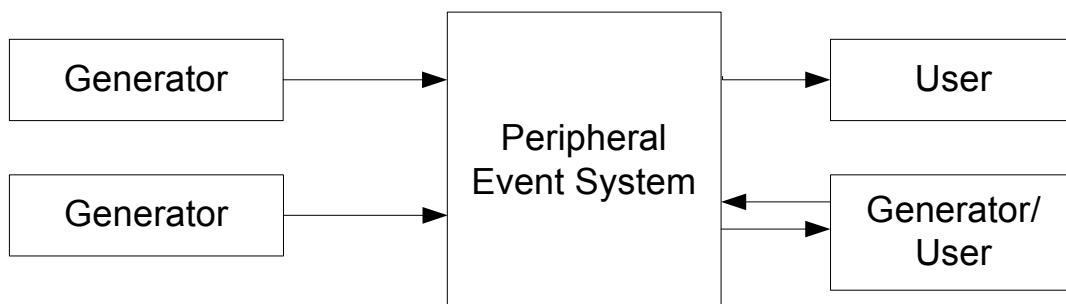 Generator
Generator
Peripheral
Event System
User
Generator/
User